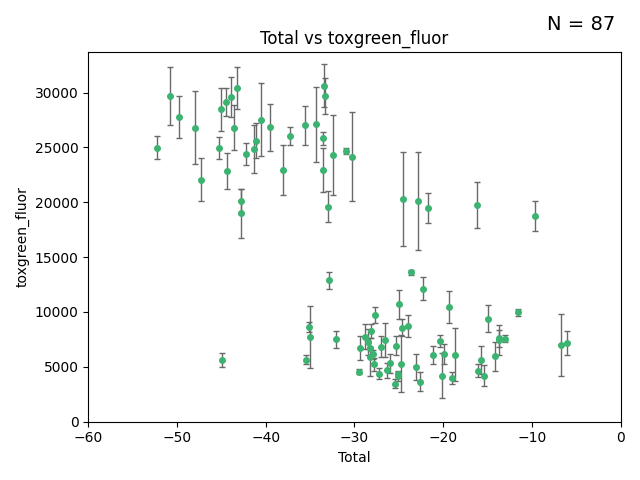 N = 87
Total vs toxgreen_fluor
toxgreen_fluor
30000
25000
20000
15000
10000
5000
0
−60 −50 −40 −30 −20 −10 0
Total